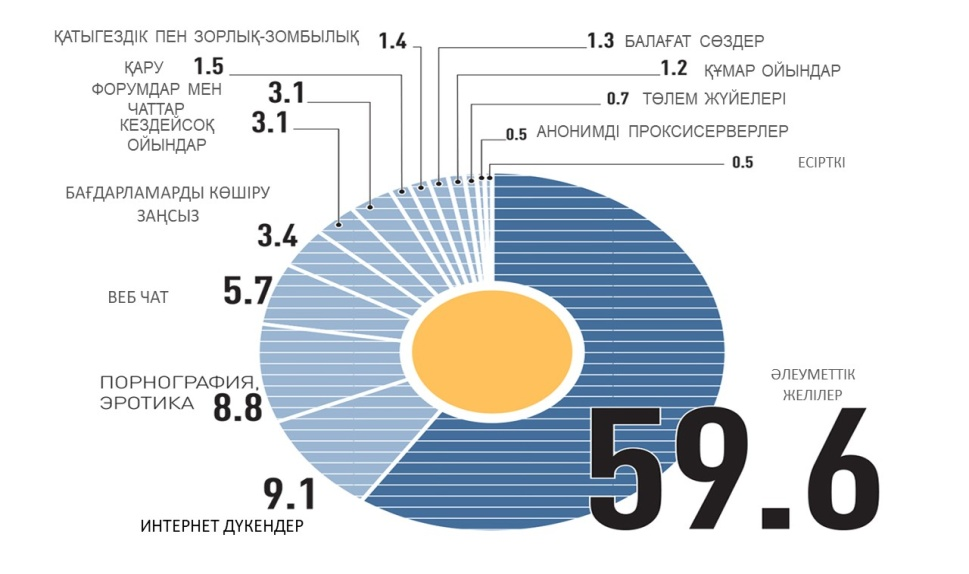 ҚАТЫГЕЗДІК ПЕН ЗОРЛЫҚ-ЗОМБЫЛЫҚ 1.4
1.3 БАЛАҒАТ СӨЗДЕР
ҚАРУ 1.5
1.2 ҚҰМАР ОЙЫНДАР
ФОРУМДАР МЕН
ЧАТТАР
3.1
0.7 ТӨЛЕМ ЖҮЙЕЛЕРІ
КЕЗДЕЙСОҚ
ОЙЫНДАР
3.1
0.5 АНОНИМДІ ПРОКСИСЕРВЕРЛЕР
0.5 ЕСІРТКІ
БАҒДАРЛАМАРДЫ КӨШІРУ
ЗАҢСЫЗ
3.4
ВЕБ ЧАТ 5.7
ПОРНОГРАФИЯ,
ЭРОТИКА 8.8
ӘЛЕУМЕТТІК
ЖЕЛІЛЕР
59.6
9.1
ИНТЕРНЕТ ДҮКЕНДЕР